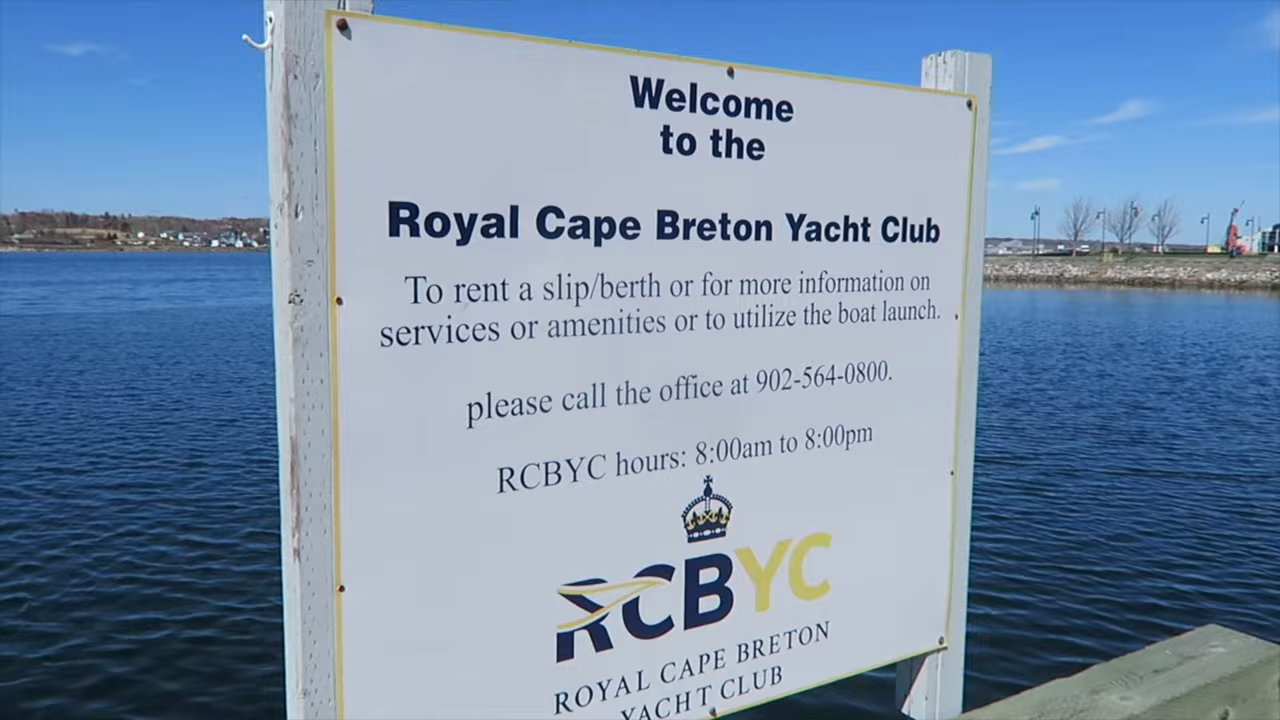 Welcome
to the
Royal Cape Breton Yacht Club
To rent a slip/berth or for more information on
services or amenities or to utilize the boat launch.
please call the office at 902-564-0800.
RCBYC hours: 8:00am to 8:00pm
RCBYC
ROYAL CAPE BRETON
YACHT CLUB